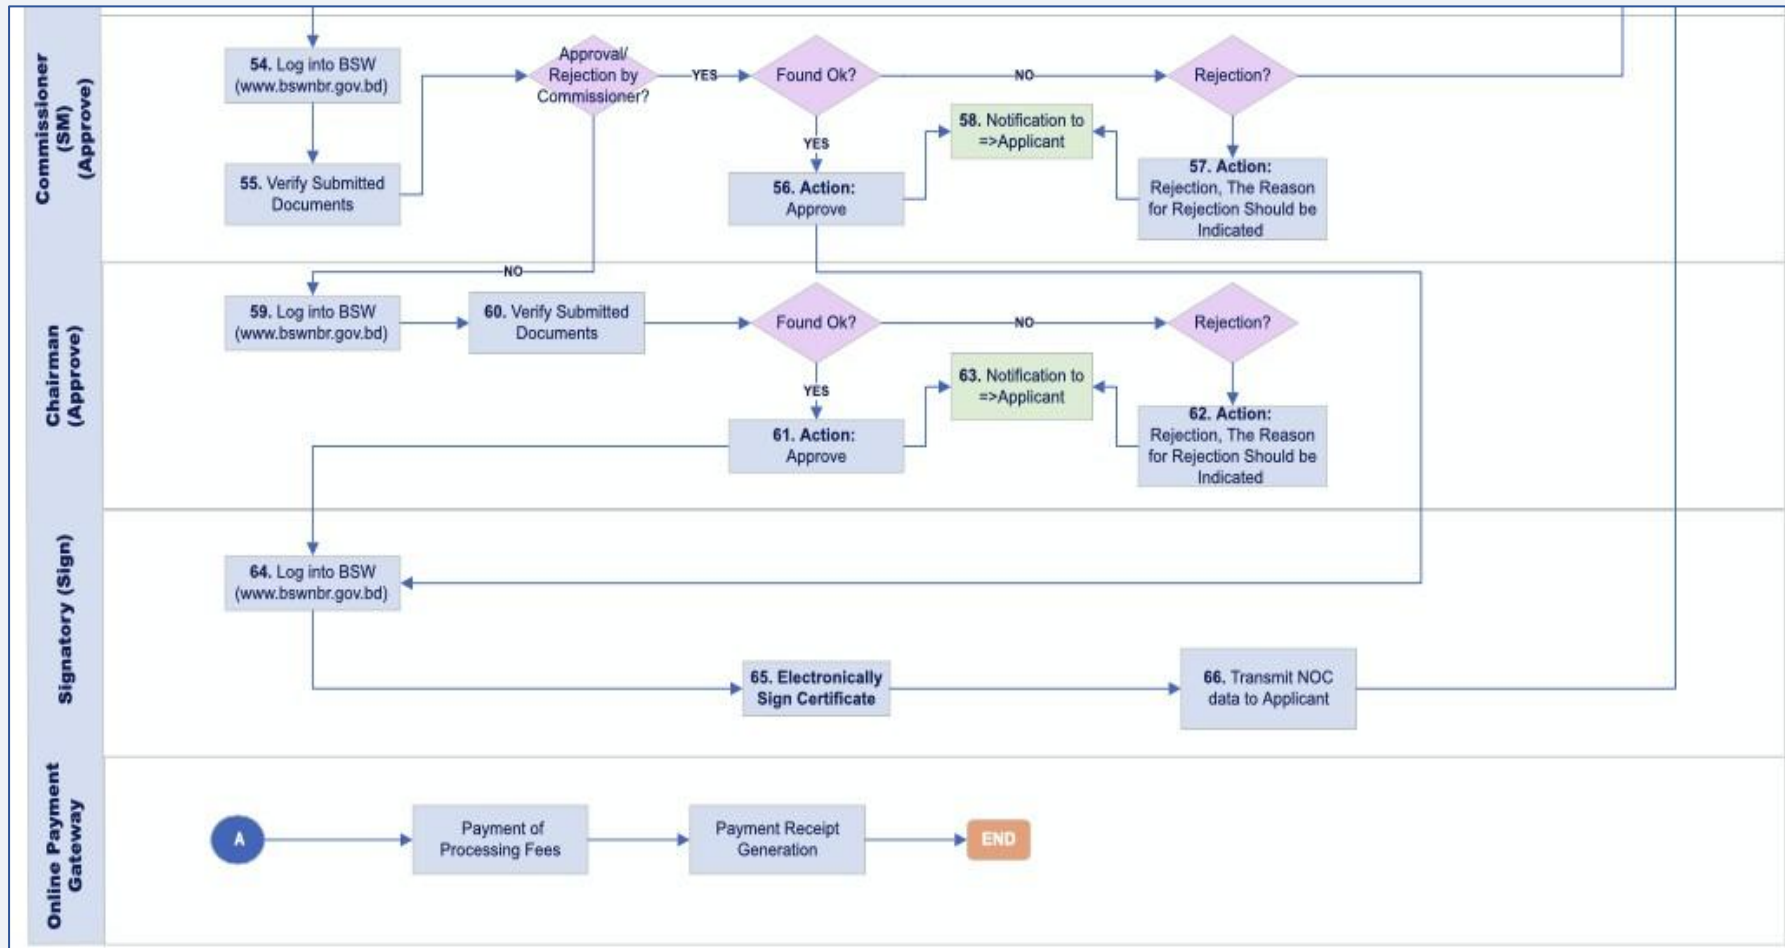 Commissioner
(SM)
(Approve)
54. Log into BSW
(www.bswnbr.gov.bd)
55. Verify Submitted
Documents
Approval/
Rejection by
Commissioner?
YES
Found Ok?
NO
Rejection?
YES
56. Action:
Approve
58. Notification to
=>Applicant
57. Action:
Rejection, The Reason
for Rejection Should be
Indicated
NO
Chairman
(Approve)
59. Log into BSW
(www.bswnbr.gov.bd)
60. Verify Submitted
Documents
Found Ok?
NO
Rejection?
YES
61. Action:
Approve
63. Notification to
=>Applicant
62. Action:
Rejection, The Reason
for Rejection Should be
Indicated
Signatory (Sign)
64. Log into BSW
(www.bswnbr.gov.bd)
65. Electronically
Sign Certificate
66. Transmit NOC
data to Applicant
Online Payment
Gateway
A
Payment of
Processing Fees
Payment Receipt
Generation
END